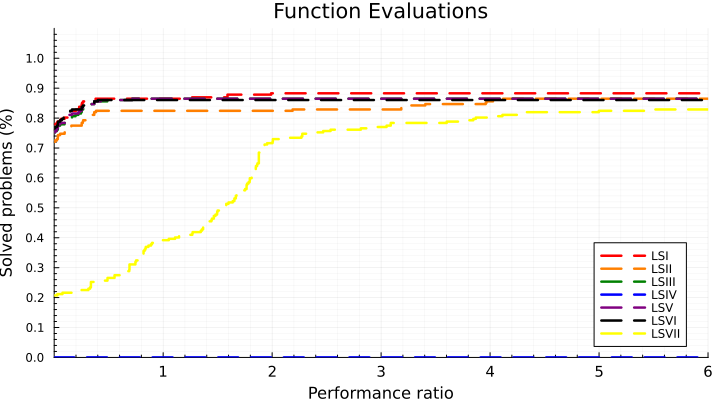 Function Evaluations
Solved problems (%)
1.0
0.9
0.8
0.7
0.6
0.5
0.4
0.3
0.2
0.1
0.0
LSI
LSII
LSIII
LSIV
LSV
LSVI
LSVII
1 2 3 4 5 6
Performance ratio